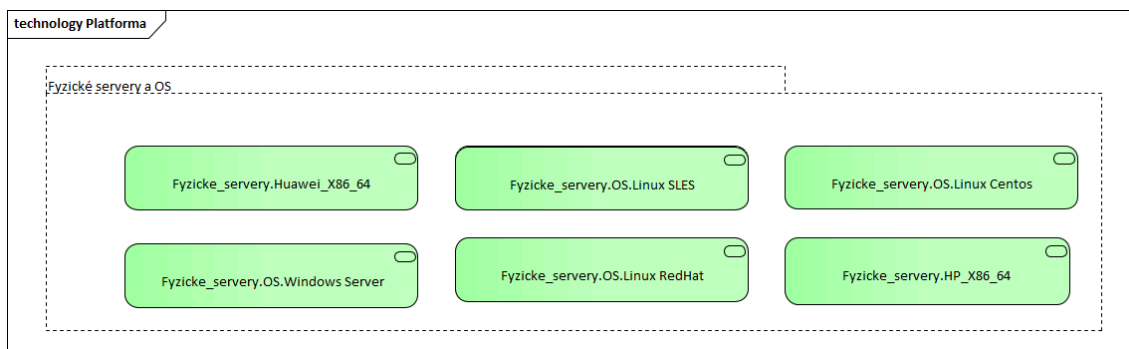 technology Platforma
Fyzické servery a OS
Fyzicke_servery.Huawei_X86_64
Fyzicke_servery.OS.Linux SLES
Fyzicke_servery.OS.Linux Centos
Fyzicke_servery.OS.Windows Server
Fyzicke_servery.OS.Linux RedHat
Fyzicke_servery.HP_X86_64